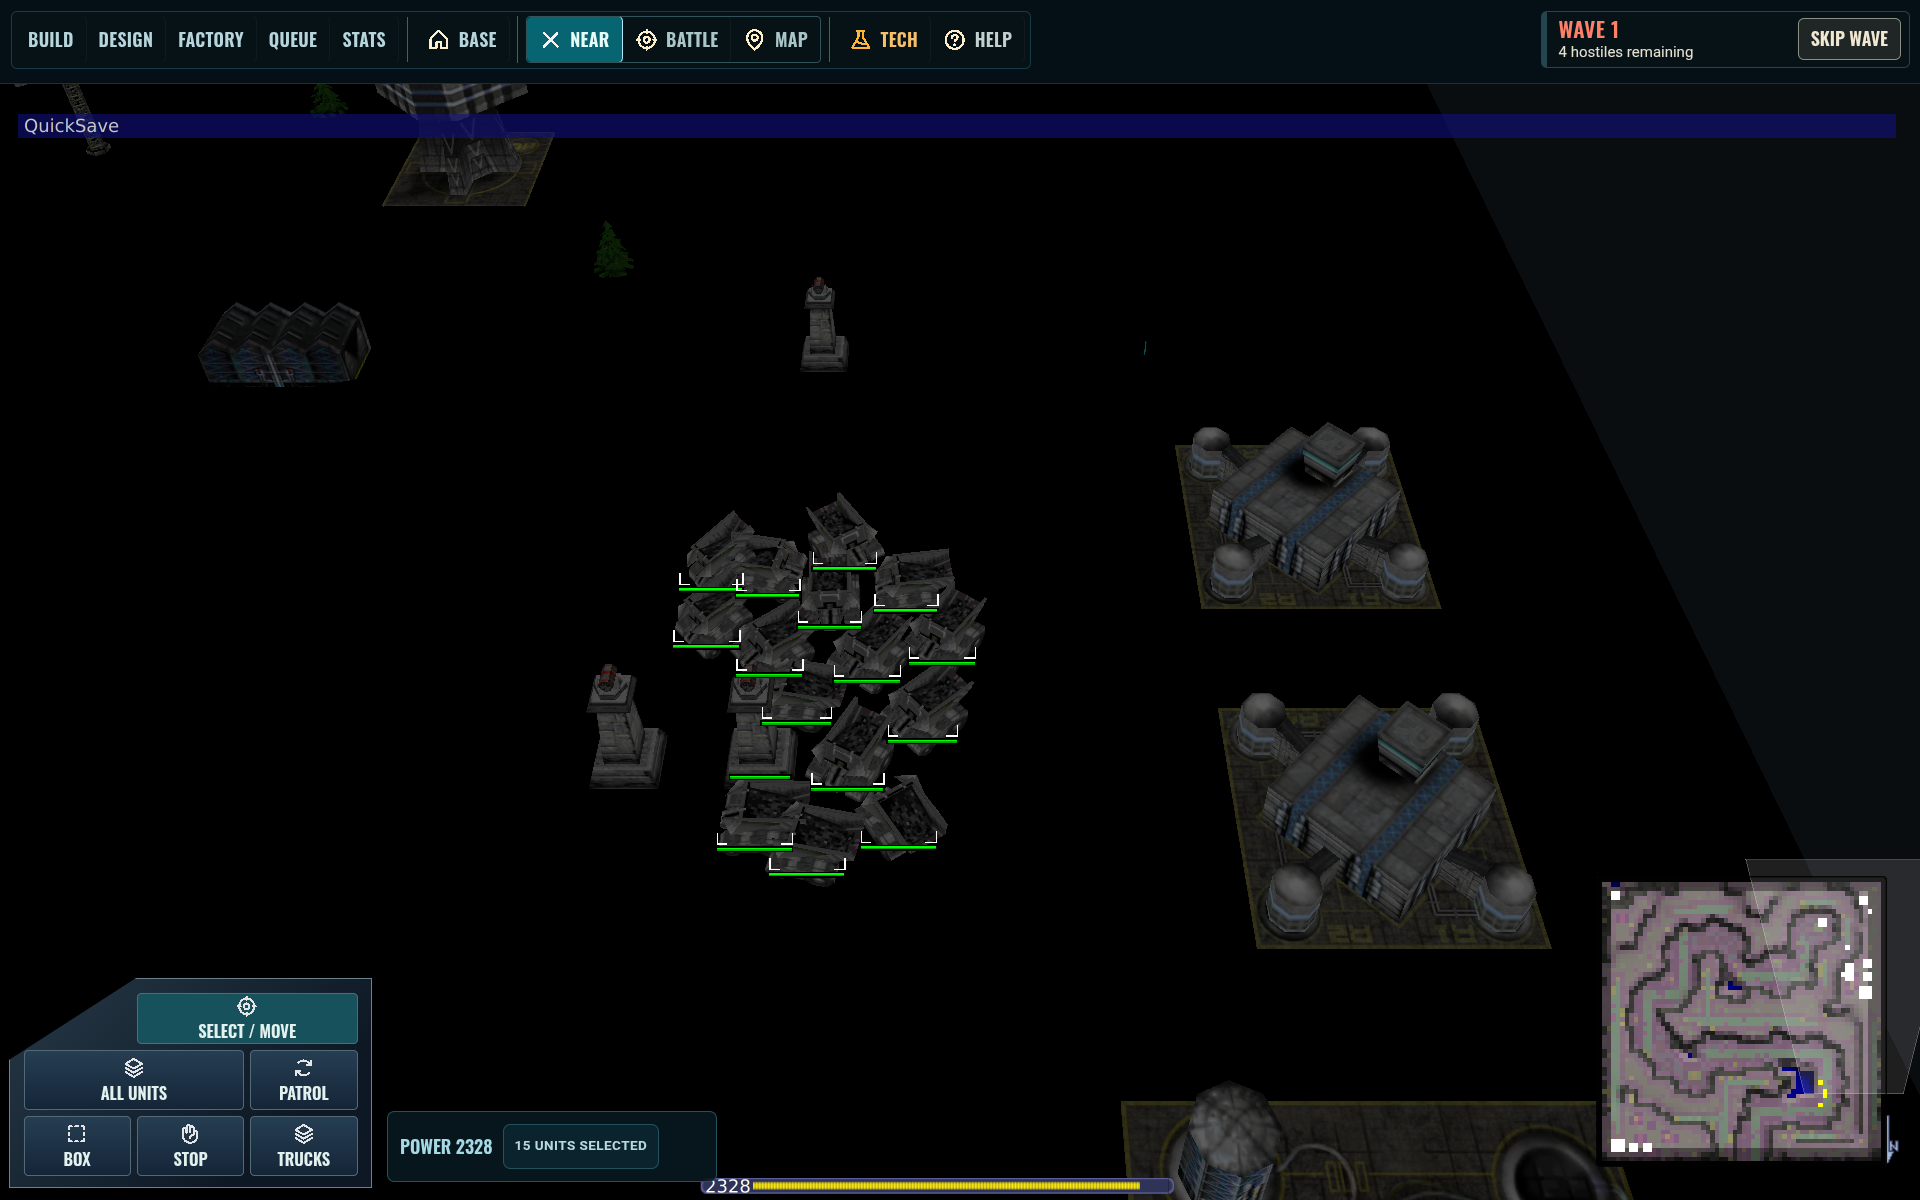 BUILD DESIGN FACTORY QUEUE STATS BASE NEAR BATTLE MAP TECH HELP
WAVE 1
4 hostiles remaining
SKIP WAVE
QuickSave
SELECT / MOVE
ALL UNITS
PATROL
BOX
STOP
TRUCKS
POWER 2328
15 UNITS SELECTED
2328
N